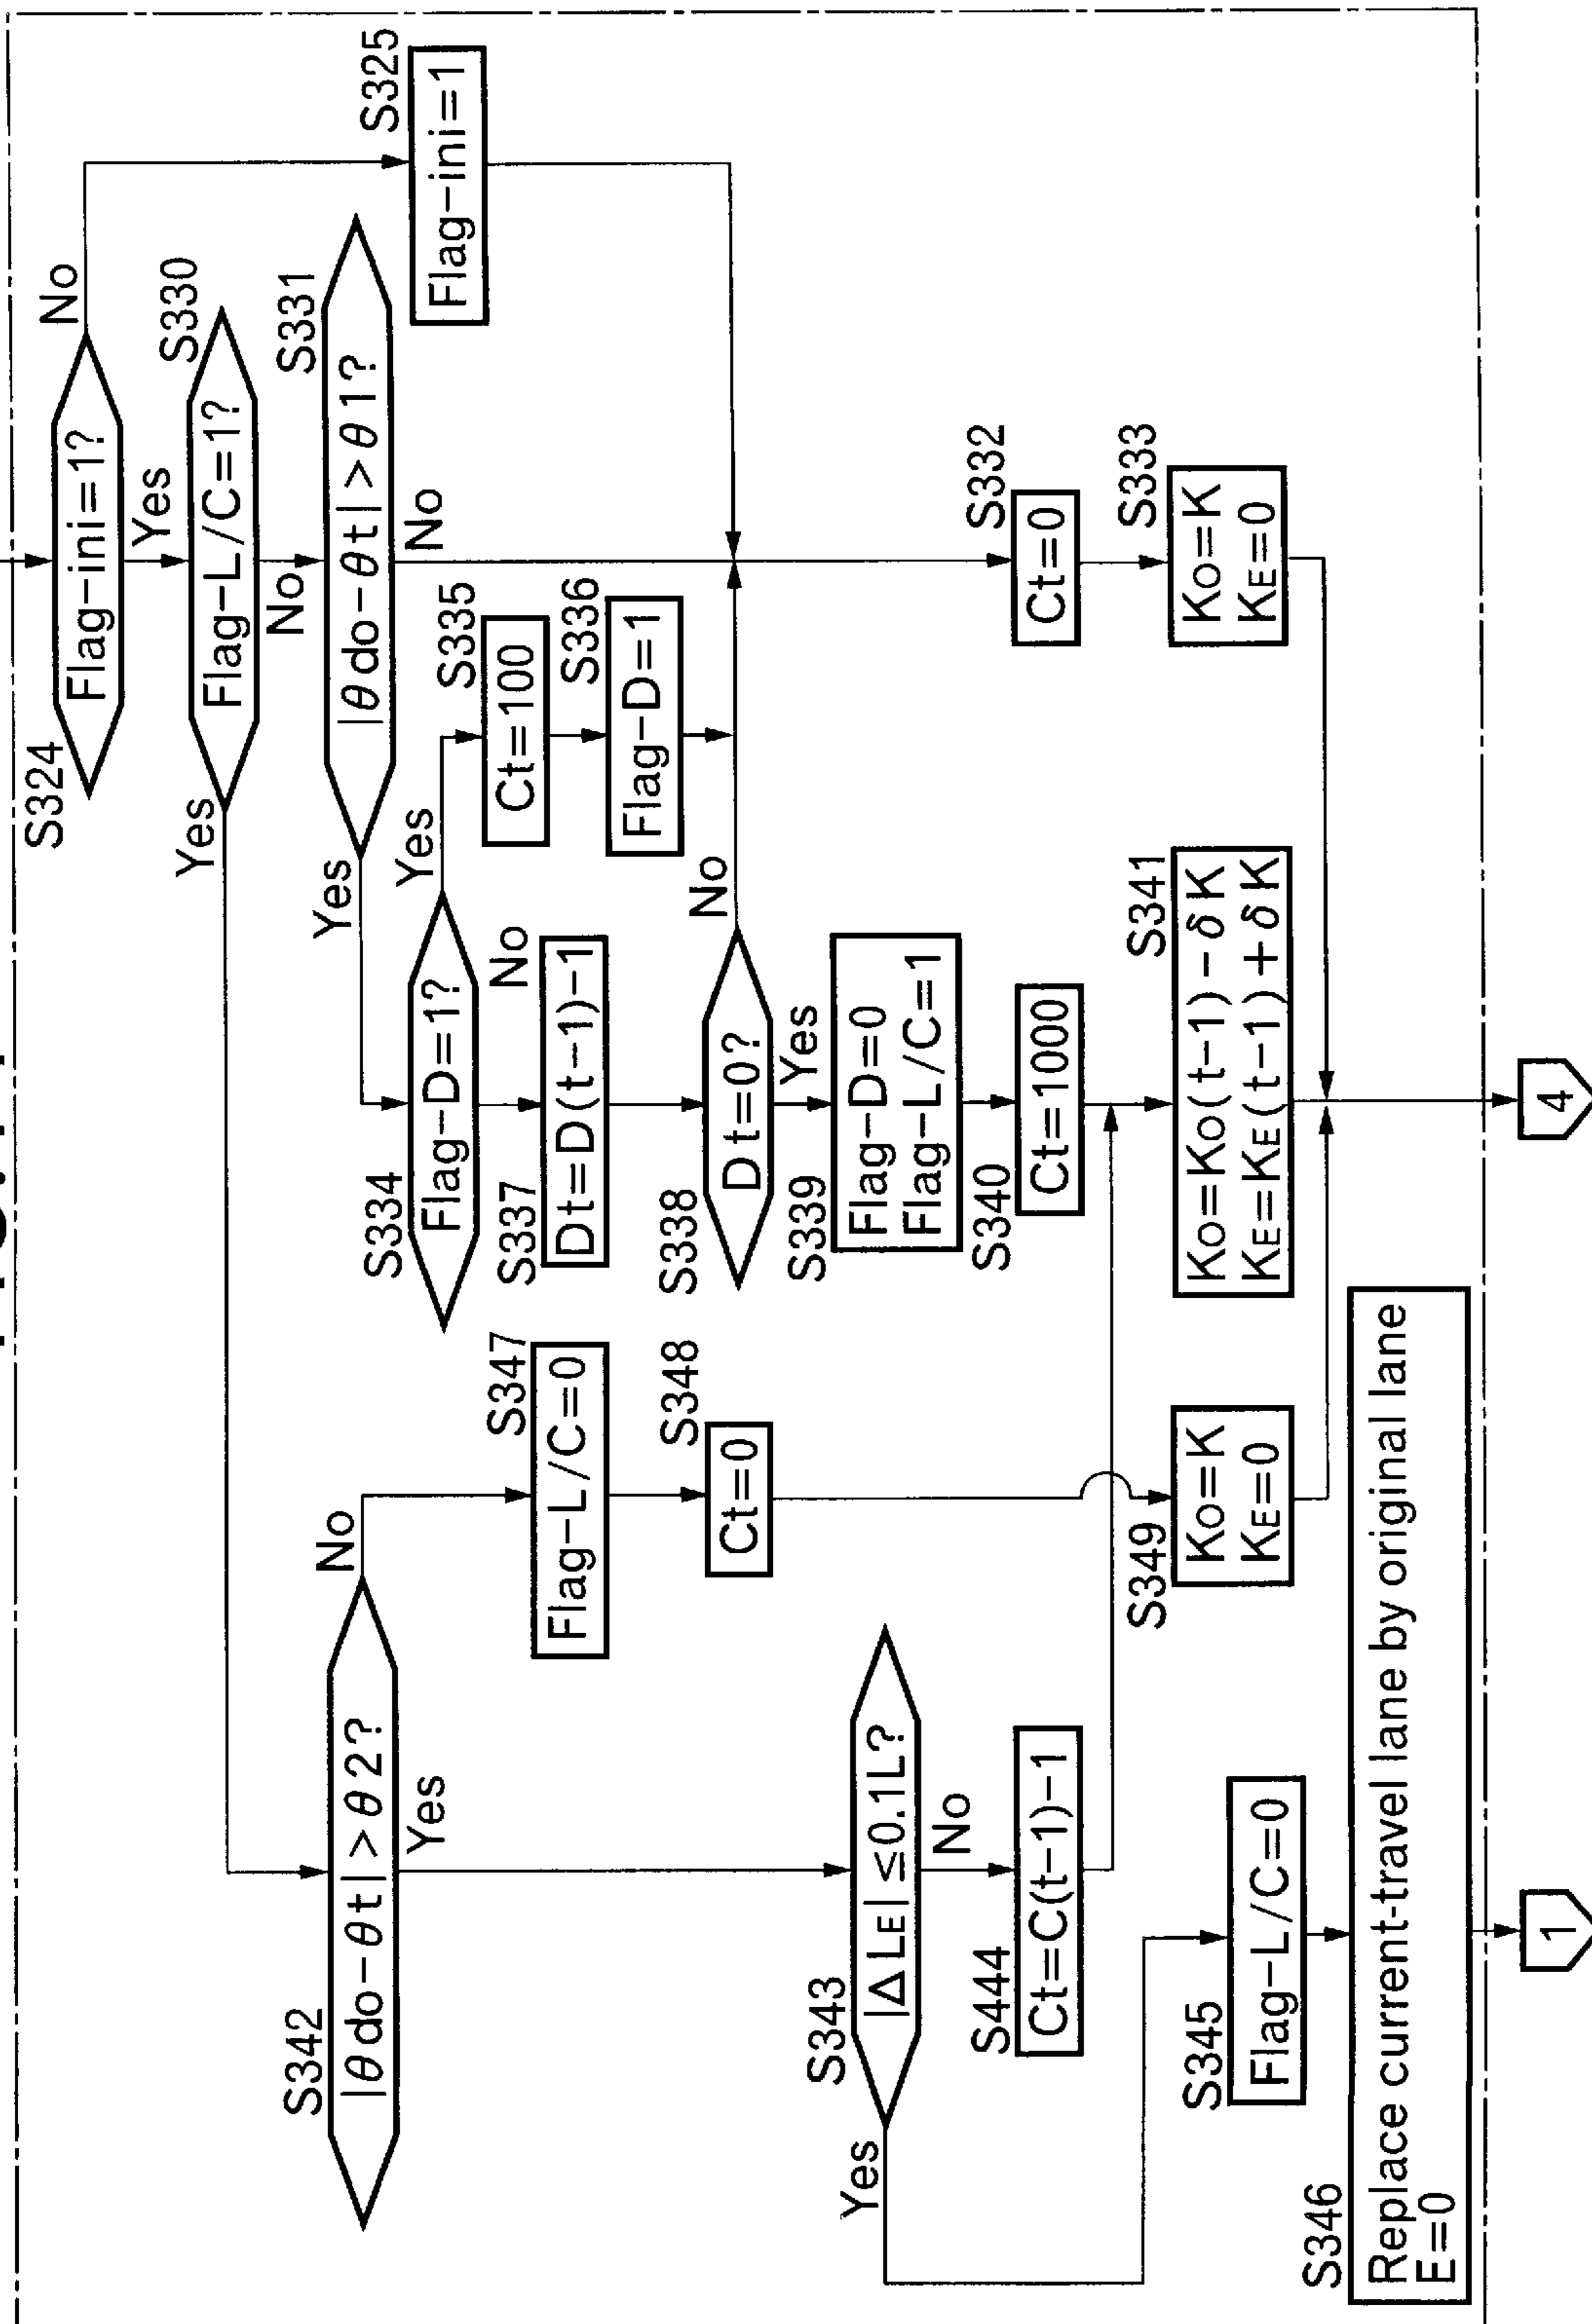 S324
Flag-ini=1?
No
Yes
S325
Flag-ini=1
S330
Flag-L/C=1?
Yes
No
S331
|θdo-θt|>θ1?
Yes
No
S334
Flag-D=1?
Yes
No
S335
Ct=100
S336
Flag-D=1
S337
Dt=D(t-1)-1
S338
Dt=0?
No
Yes
S339
Flag-D=0
Flag-L/C=1
S340
Ct=1000
S341
Ko=Ko(t-1)-δK
KE=KE(t-1)+δK
S332
Ct=0
S333
Ko=K
KE=0
S342
|θdo-θt|>θ2?
No
Yes
S347
Flag-L/C=0
S348
Ct=0
S349
Ko=K
KE=0
S343
|ΔLE|≤0.1L?
Yes
No
S444
Ct=C(t-1)-1
S345
Flag-L/C=0
S346
Replace current-travel lane by original lane
E=0
1
4